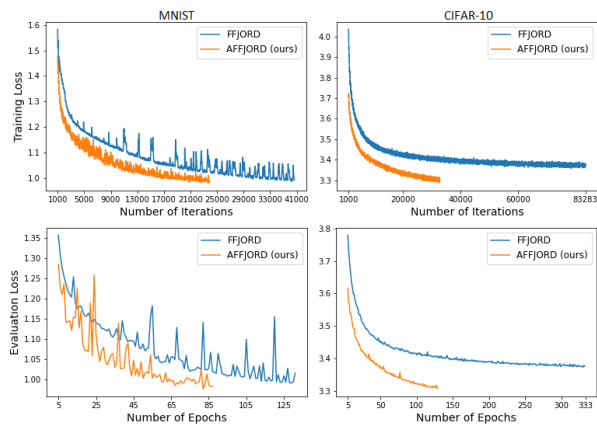 MNIST
CIFAR-10
Training Loss
1.6
1.5
1.4
1.3
1.2
1.1
1.0
FFJORD
AFFJORD (ours)
1000 5000 9000 13000 17000 21000 25000 29000 33000 37000 41000
Number of Iterations
4.0
3.9
3.8
3.7
3.6
3.5
3.4
3.3
FFJORD
AFFJORD (ours)
1000 20000 40000 60000 83283
Number of Iterations
Evaluation Loss
1.35
1.30
1.25
1.20
1.15
1.10
1.05
1.00
FFJORD
AFFJORD (ours)
5 25 45 65 85 105 125
Number of Epochs
3.8
3.7
3.6
3.5
3.4
3.3
FFJORD
AFFJORD (ours)
5 50 100 150 200 250 300 333
Number of Epochs